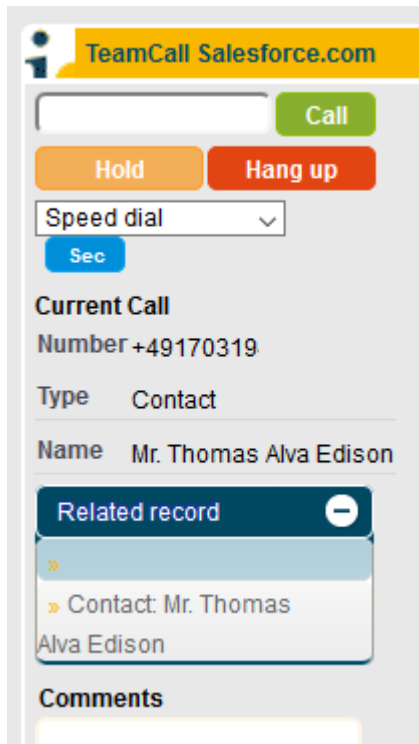 TeamCall Salesforce.com
Call
Hold Hang up
Speed dial
Sec
Current Call
Number +49170319
Type Contact
Name Mr. Thomas Alva Edison
Related record
»
» Contact: Mr. Thomas
Alva Edison
Comments